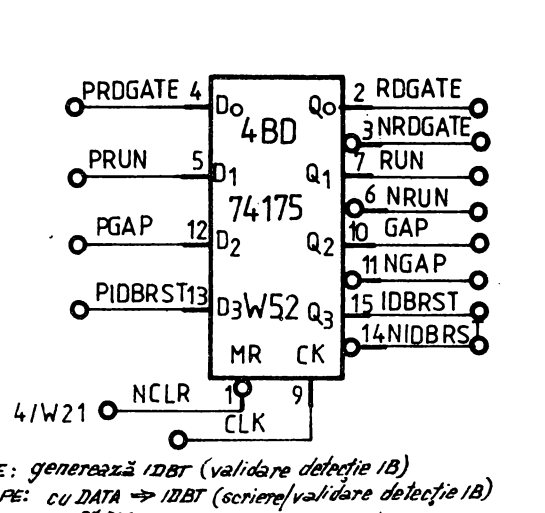 PRDGATE 4 D0 Q0 2 RDGATE
4BD 3 NRDGATE
PRUN 5 D1 Q1 7 RUN
74175 6 NRUN
PGAP 12 D2 Q2 10 GAP
11 NGAP
PIDBRST 13 D3 W52 Q3 15 IDBRST
14 NIDBRST
MR CK
NCLR 1 9
4/W21 CLK
E: generează IDBT (validare detecție IB)
PE: cu DATA ⇒ IDBT (scriere/validare detecție IB)